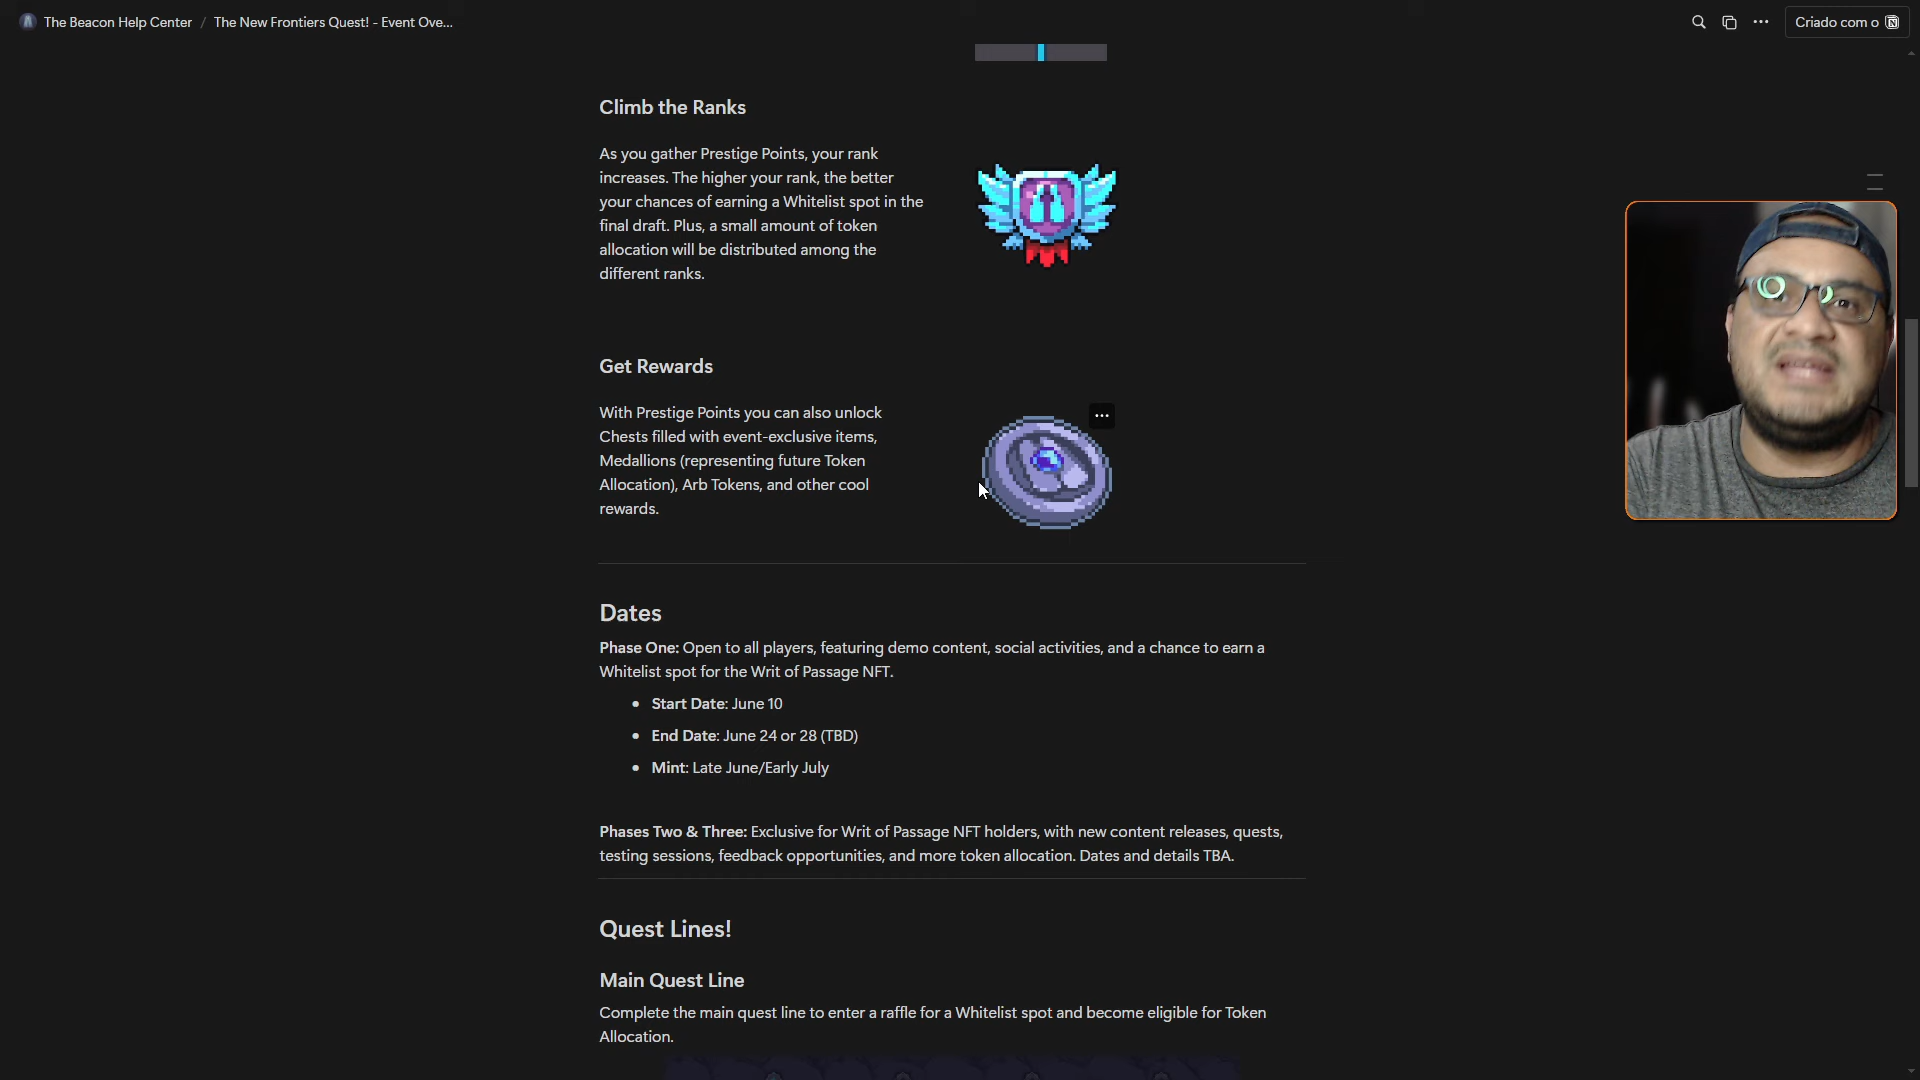 The Beacon Help Center / The New Frontiers Quest! - Event Ove...
Criado com o
Climb the Ranks
As you gather Prestige Points, your rank
increases. The higher your rank, the better
your chances of earning a Whitelist spot in the
final draft. Plus, a small amount of token
allocation will be distributed among the
different ranks.
Get Rewards
With Prestige Points you can also unlock
Chests filled with event-exclusive items,
Medallions (representing future Token
Allocation), Arb Tokens, and other cool
rewards.
Dates
Phase One: Open to all players, featuring demo content, social activities, and a chance to earn a
Whitelist spot for the Writ of Passage NFT.
• Start Date: June 10
• End Date: June 24 or 28 (TBD)
• Mint: Late June/Early July
Phases Two & Three: Exclusive for Writ of Passage NFT holders, with new content releases, quests,
testing sessions, feedback opportunities, and more token allocation. Dates and details TBA.
Quest Lines!
Main Quest Line
Complete the main quest line to enter a raffle for a Whitelist spot and become eligible for Token
Allocation.